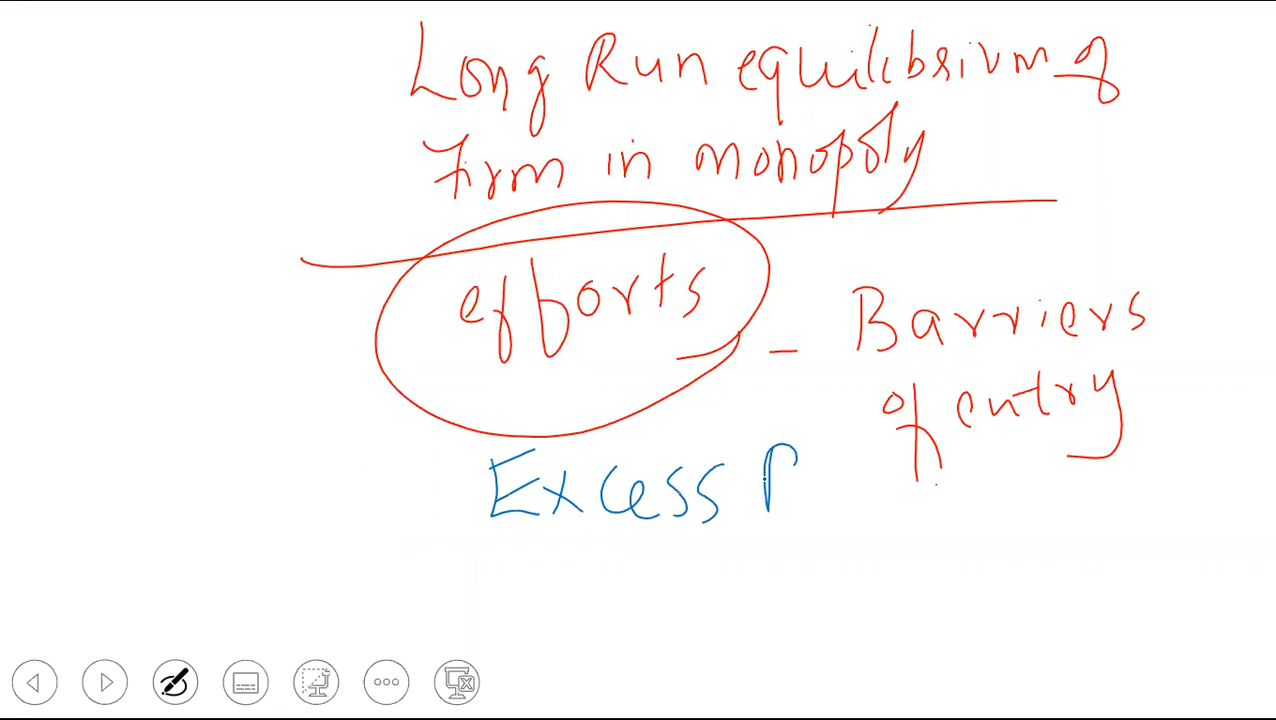 Long Run equilibrium of
Firm in monopoly
efforts - Barriers
of entry
Excess P